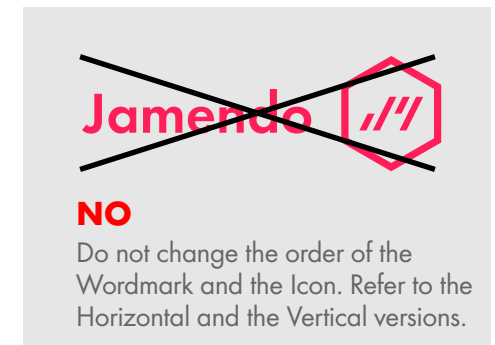 Jamendo
NO
Do not change the order of the
Wordmark and the Icon. Refer to the
Horizontal and the Vertical versions.